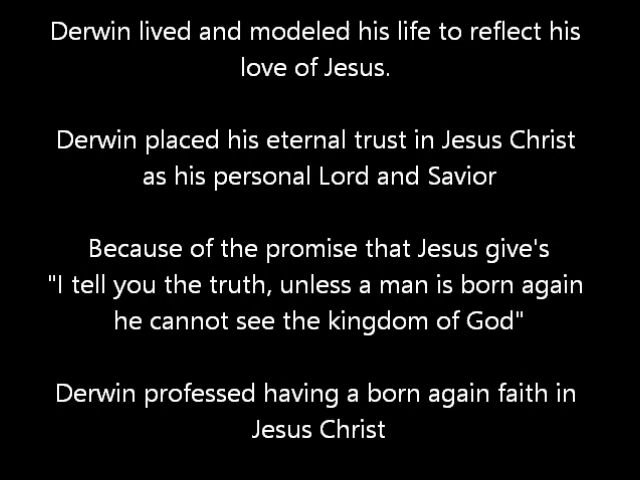 Derwin lived and modeled his life to reflect his
love of Jesus.
Derwin placed his eternal trust in Jesus Christ
as his personal Lord and Savior
Because of the promise that Jesus give's
"I tell you the truth, unless a man is born again
he cannot see the kingdom of God"
Derwin professed having a born again faith in
Jesus Christ